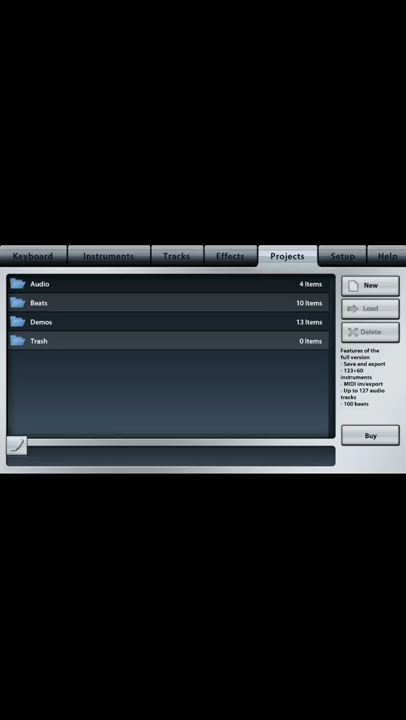 Keyboard Instruments Tracks Effects Projects Setup Help
Audio 4 Items
Beats 10 Items
Demos 13 Items
Trash 0 Items
New
Load
Delete
Features of the
full version
- Save and export
- 123+60
instruments
- MIDI im/export
- Up to 127 audio
tracks
- 100 beats
Buy